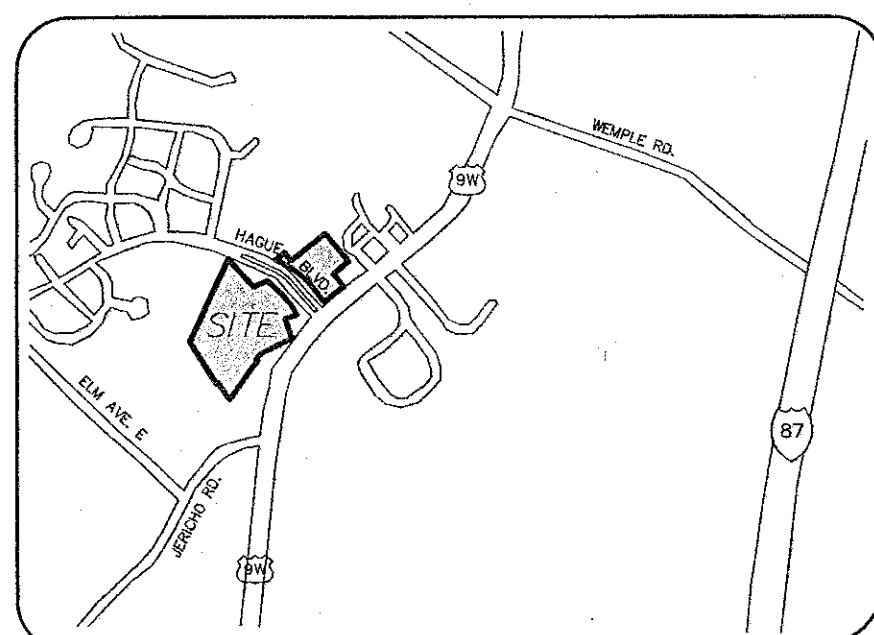 WEMPLE RD.
9W
HAGUE BLVD.
SITE
ELM AVE. E
87
JERICHO RD.
9W